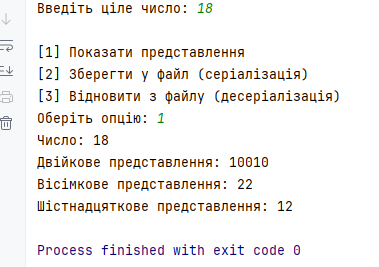 Введіть ціле число: 18
[1] Показати представлення
[2] Зберегти у файл (серіалізація)
[3] Відновити з файлу (десеріалізація)
Оберіть опцію: 1
Число: 18
Двійкове представлення: 10010
Вісімкове представлення: 22
Шістнадцяткове представлення: 12
Process finished with exit code 0